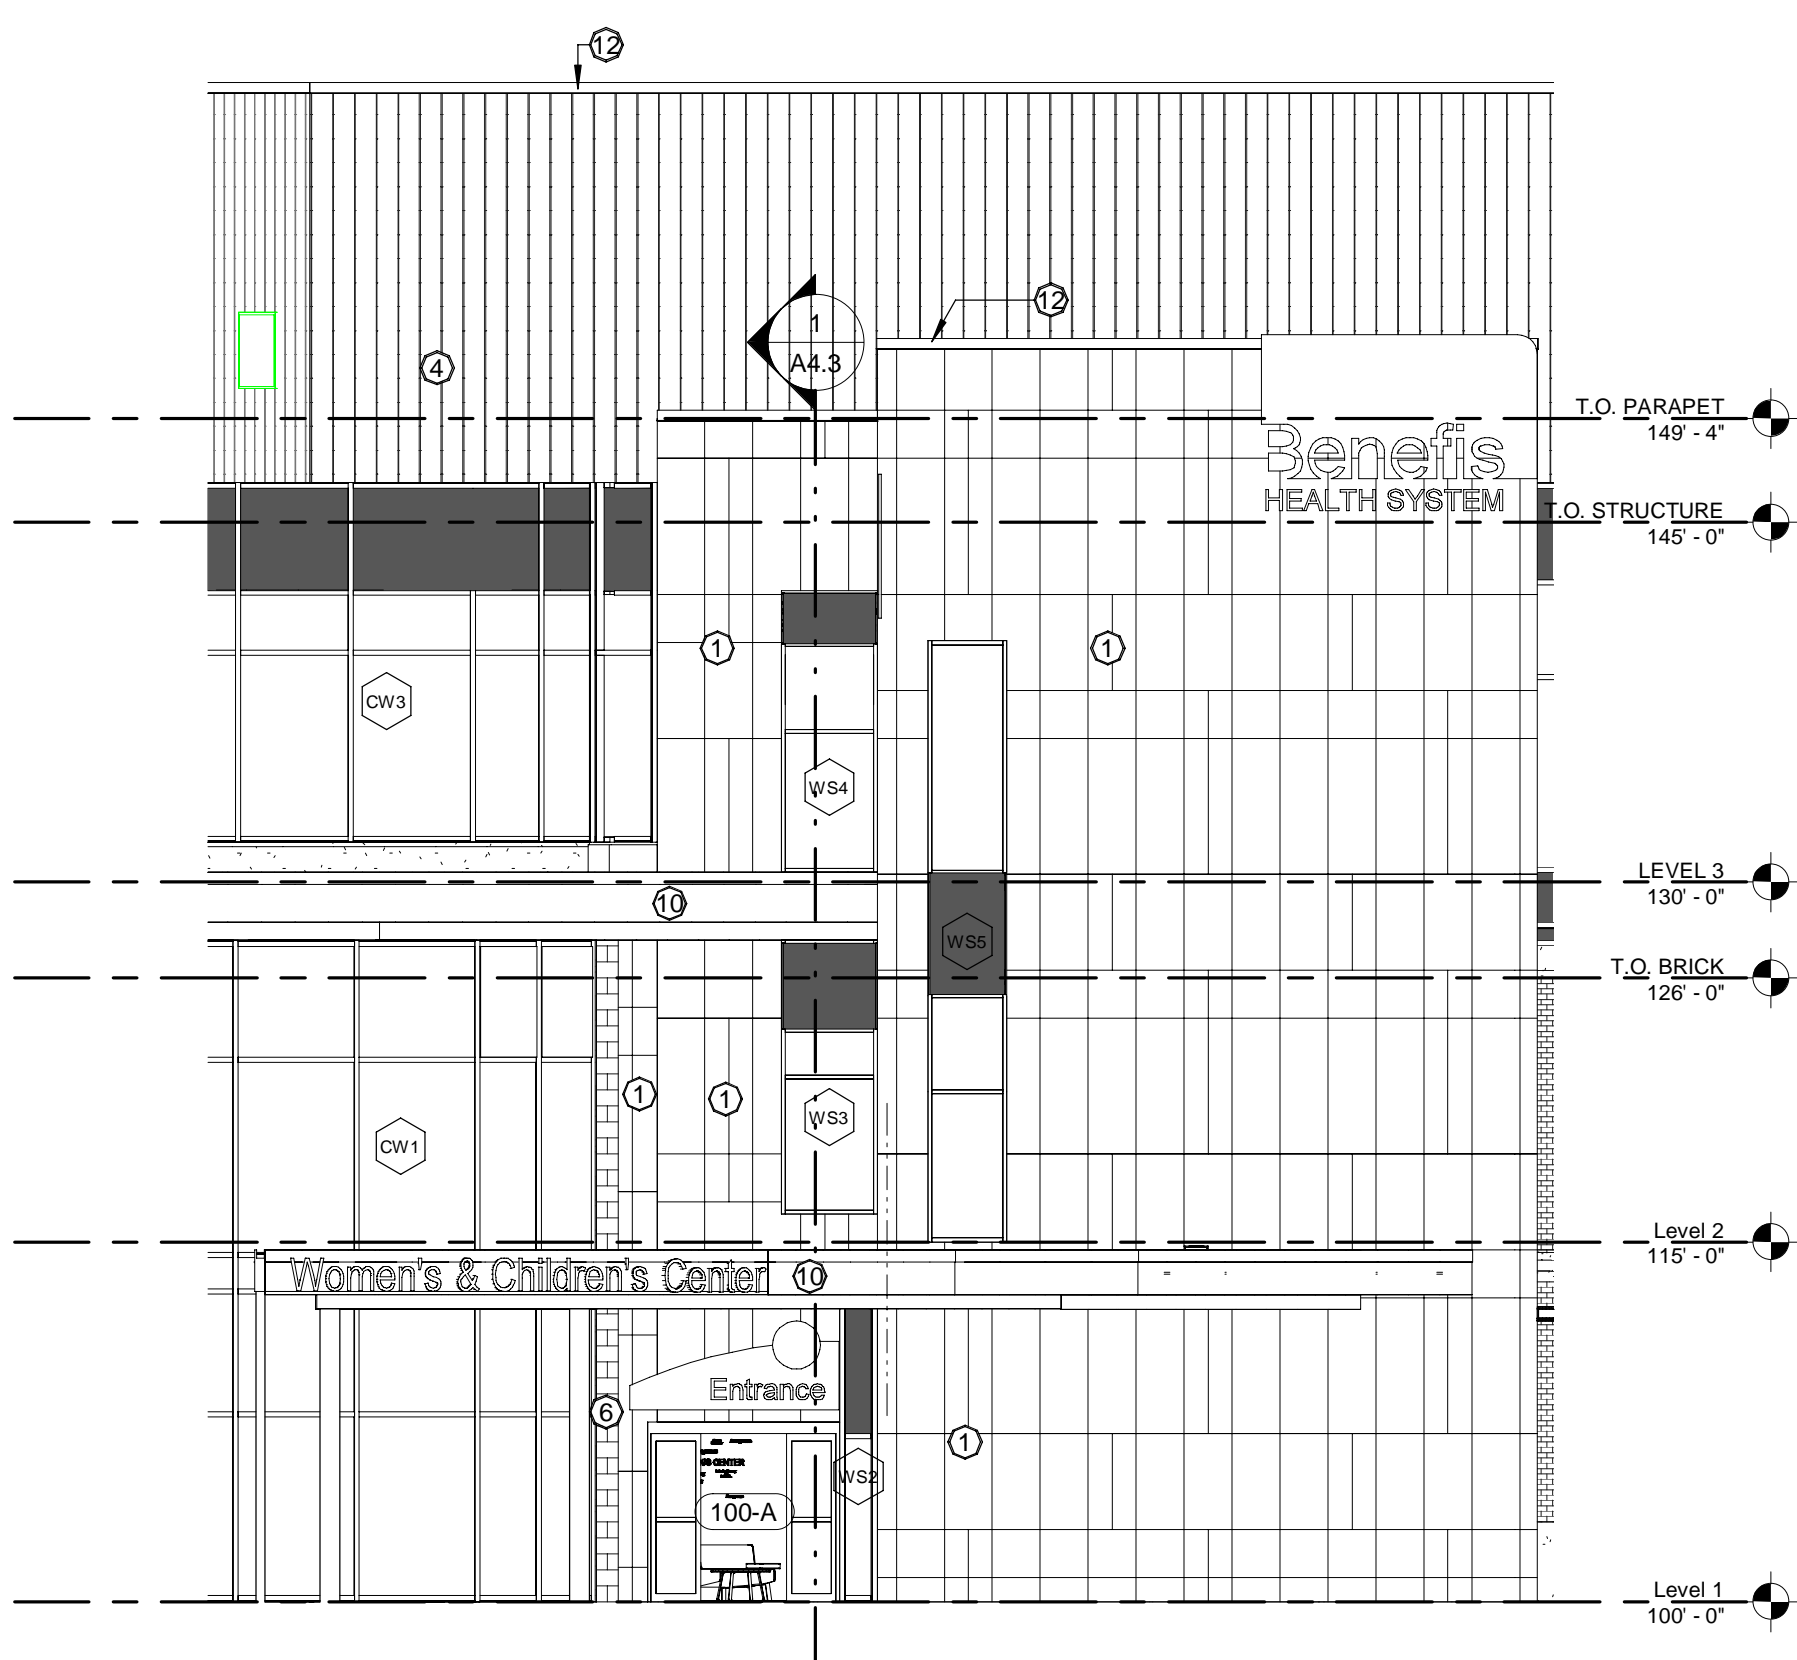 12
12
1
A4.3
4
T.O. PARAPET
149' - 4"
Benefis
HEALTH SYSTEM
T.O. STRUCTURE
145' - 0"
1
1
CW3
WS4
LEVEL 3
130' - 0"
10
WS5
T.O. BRICK
126' - 0"
1
1
WS3
CW1
Level 2
115' - 0"
Women's & Children's Center
10
Entrance
6
1
CENTER
WS2
100-A
Level 1
100' - 0"